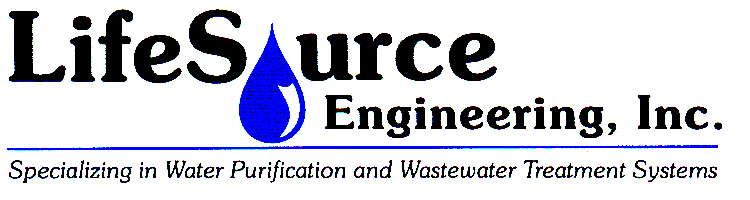 LifeSource
Engineering, Inc.
Specializing in Water Purification and Wastewater Treatment Systems